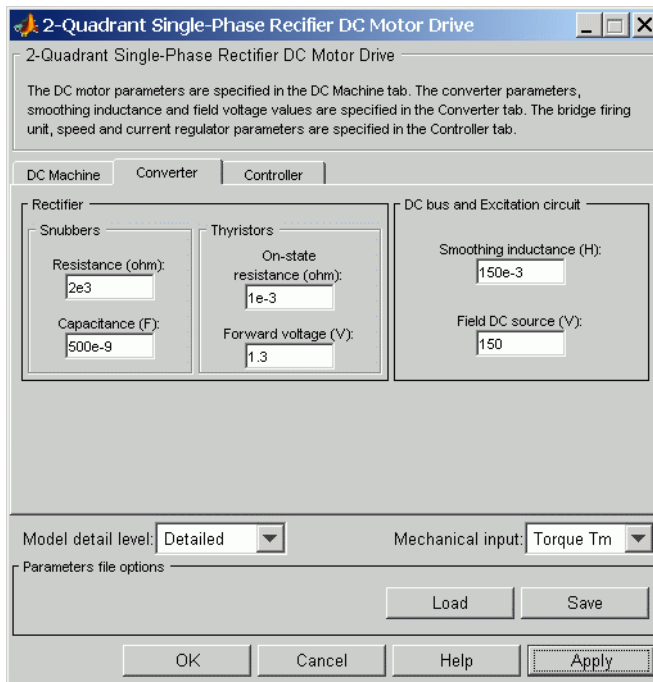 2-Quadrant Single-Phase Recifier DC Motor Drive
2-Quadrant Single-Phase Rectifier DC Motor Drive
The DC motor parameters are specified in the DC Machine tab. The converter parameters,
smoothing inductance and field voltage values are specified in the Converter tab. The bridge firing
unit, speed and current regulator parameters are specified in the Controller tab.
DC Machine Converter Controller
Rectifier
Snubbers
Resistance (ohm):
2e3
Capacitance (F):
500e-9
Thyristors
On-state
resistance (ohm):
1e-3
Forward voltage (V):
1.3
DC bus and Excitation circuit
Smoothing inductance (H):
150e-3
Field DC source (V):
150
Model detail level: Detailed
Mechanical input: Torque Tm
Parameters file options
Load Save
OK Cancel Help Apply